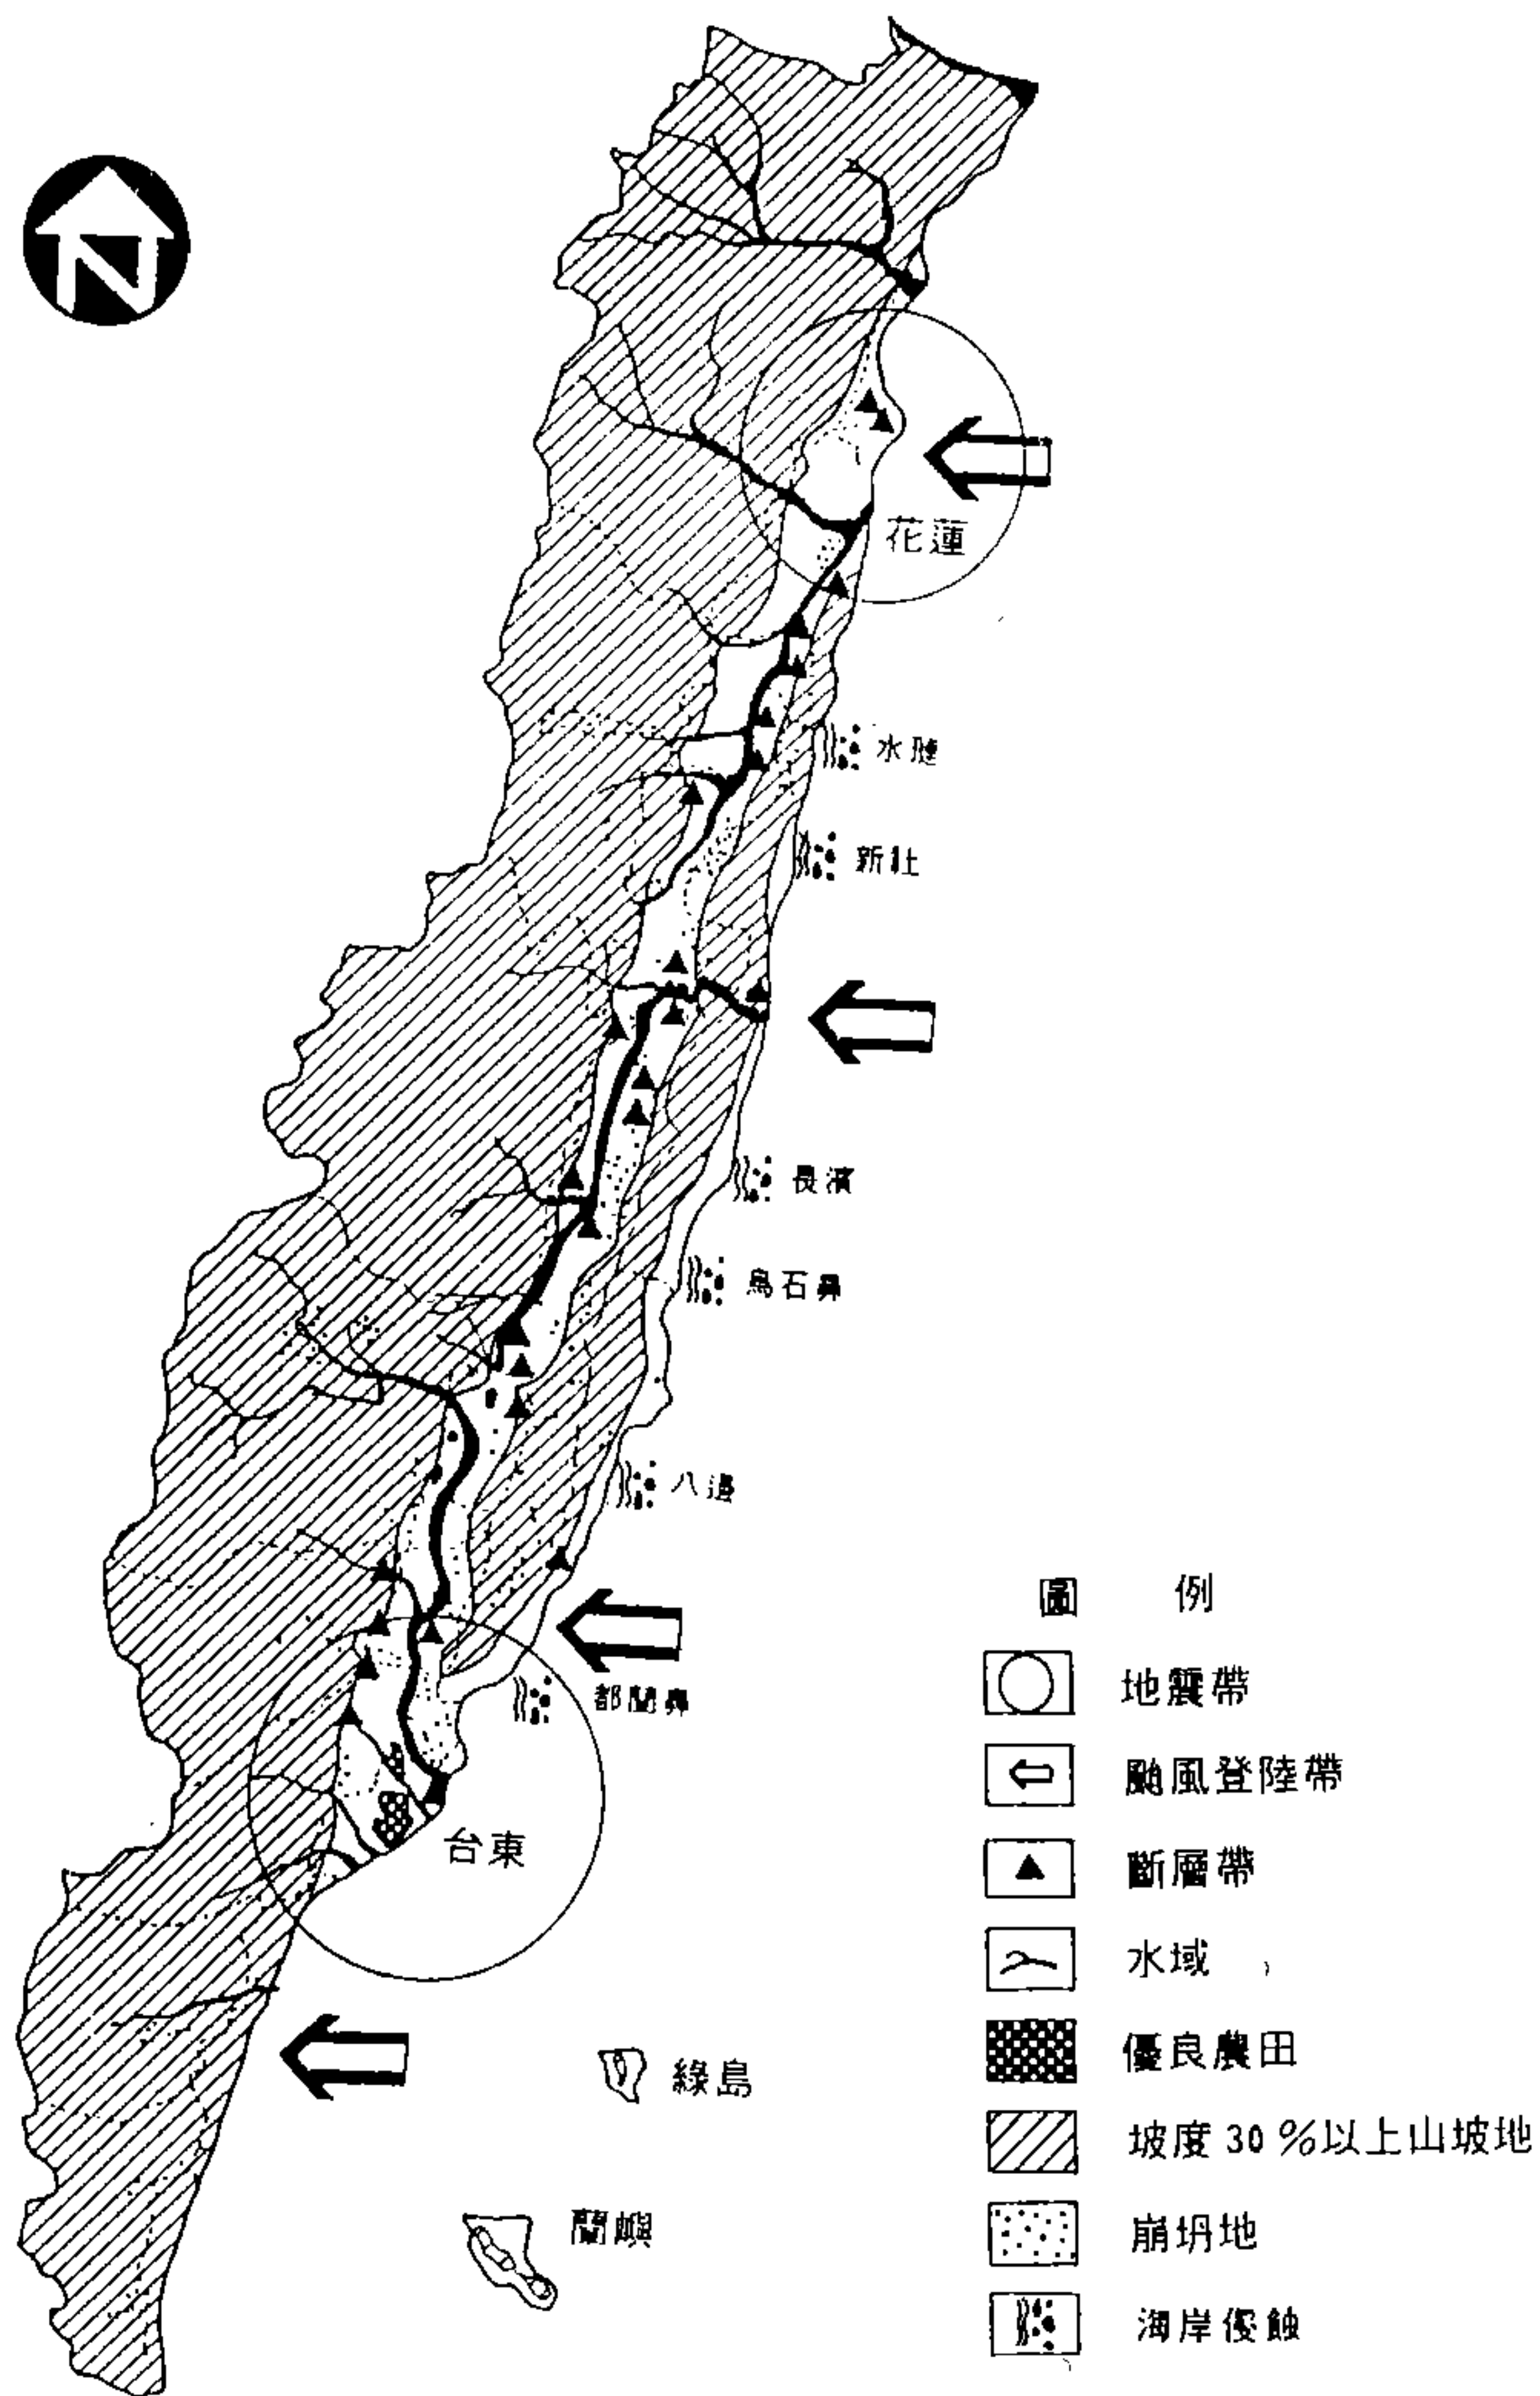 N
花蓮
水璉
新社
長濱
烏石鼻
八邊
都蘭鼻
台東
綠島
蘭嶼
圖例
地震帶
颱風登陸帶
斷層帶
水域
優良農田
坡度30%以上山坡地
崩坍地
海岸侵蝕